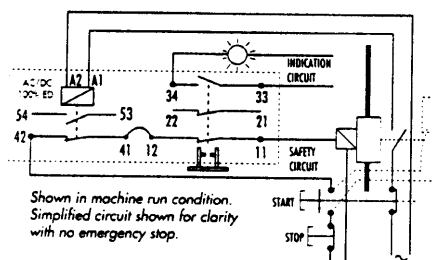 A2 A1
INDICATION
CIRCUIT
AC/DC
100% ED
34 33
54 53
22 21
42
41 12
11
SAFETY
CIRCUIT
Shown in machine run condition.
Simplified circuit shown for clarity
with no emergency stop.
START
STOP